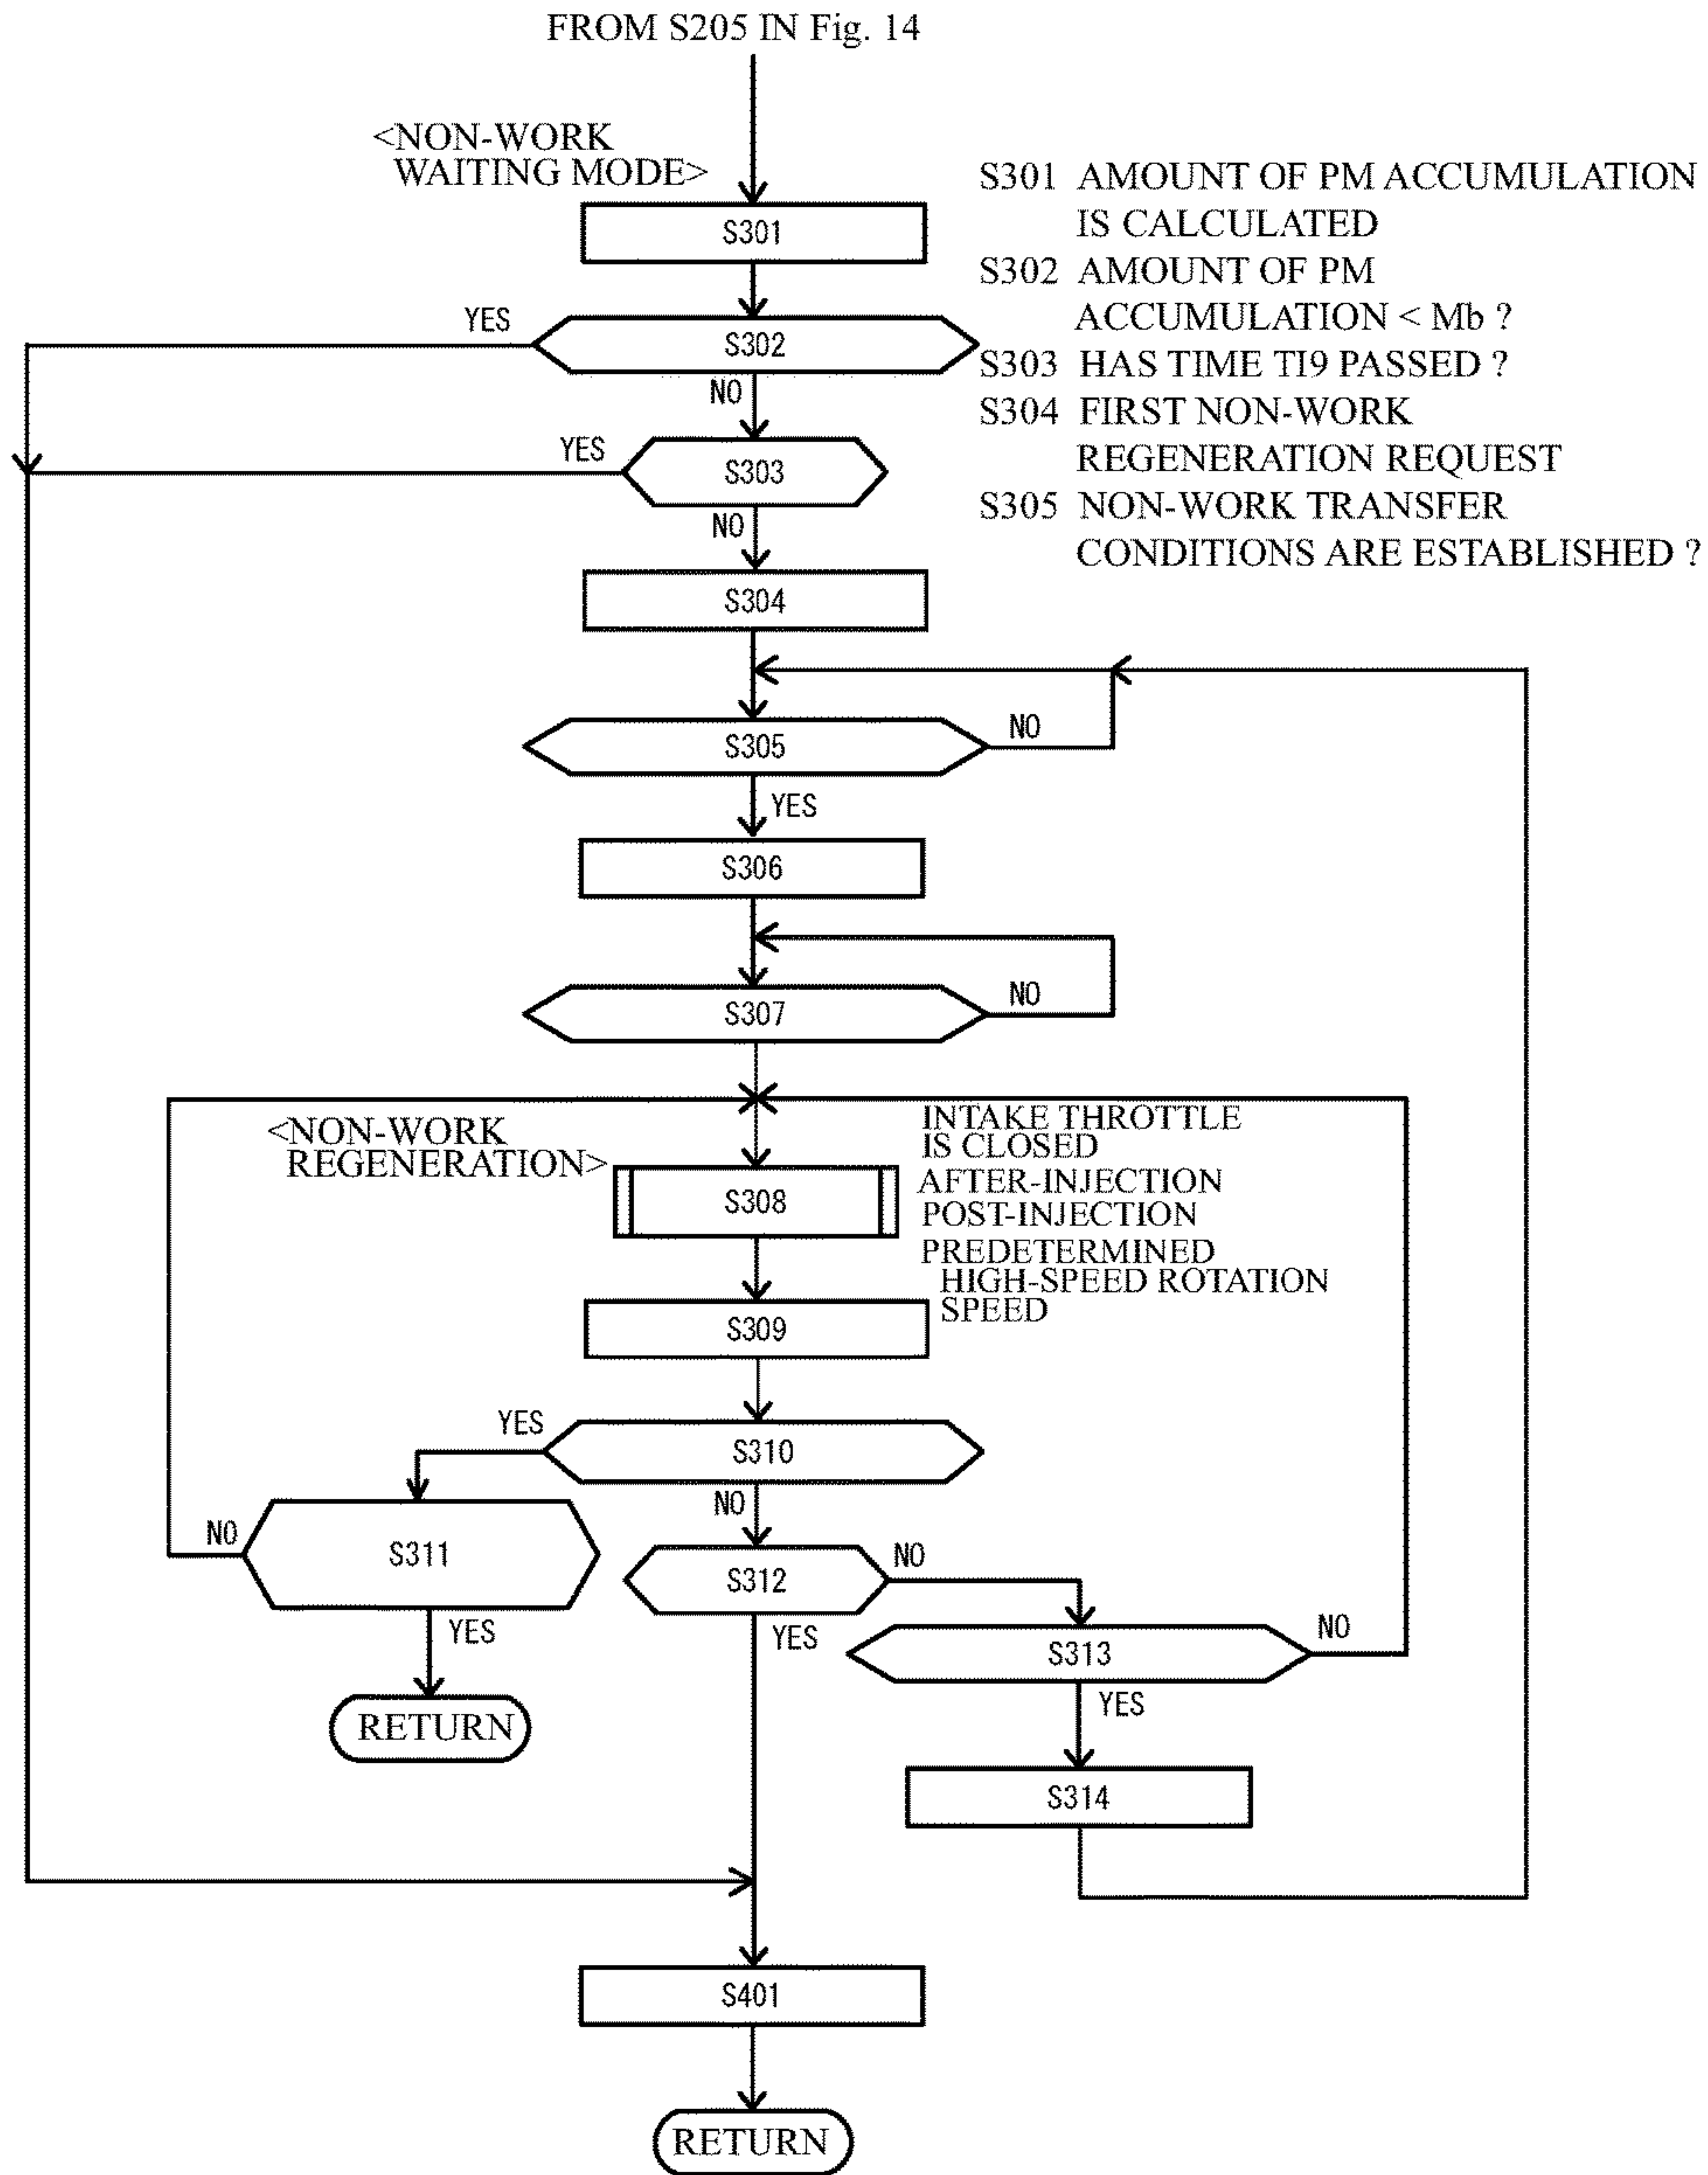 FROM S205 IN Fig. 14
<NON-WORK
WAITING MODE>
S301 AMOUNT OF PM ACCUMULATION
IS CALCULATED
S302 AMOUNT OF PM
ACCUMULATION < Mb ?
S303 HAS TIME TI9 PASSED ?
S304 FIRST NON-WORK
REGENERATION REQUEST
S305 NON-WORK TRANSFER
CONDITIONS ARE ESTABLISHED ?
S301
YES
S302
NO
YES
S303
NO
S304
S305
NO
YES
S306
S307
NO
<NON-WORK
REGENERATION>
INTAKE THROTTLE
IS CLOSED
AFTER-INJECTION
POST-INJECTION
PREDETERMINED
HIGH-SPEED ROTATION
SPEED
S308
S309
YES
S310
NO
NO
S311
YES
RETURN
S312
NO
YES
S313
NO
YES
S314
S401
RETURN